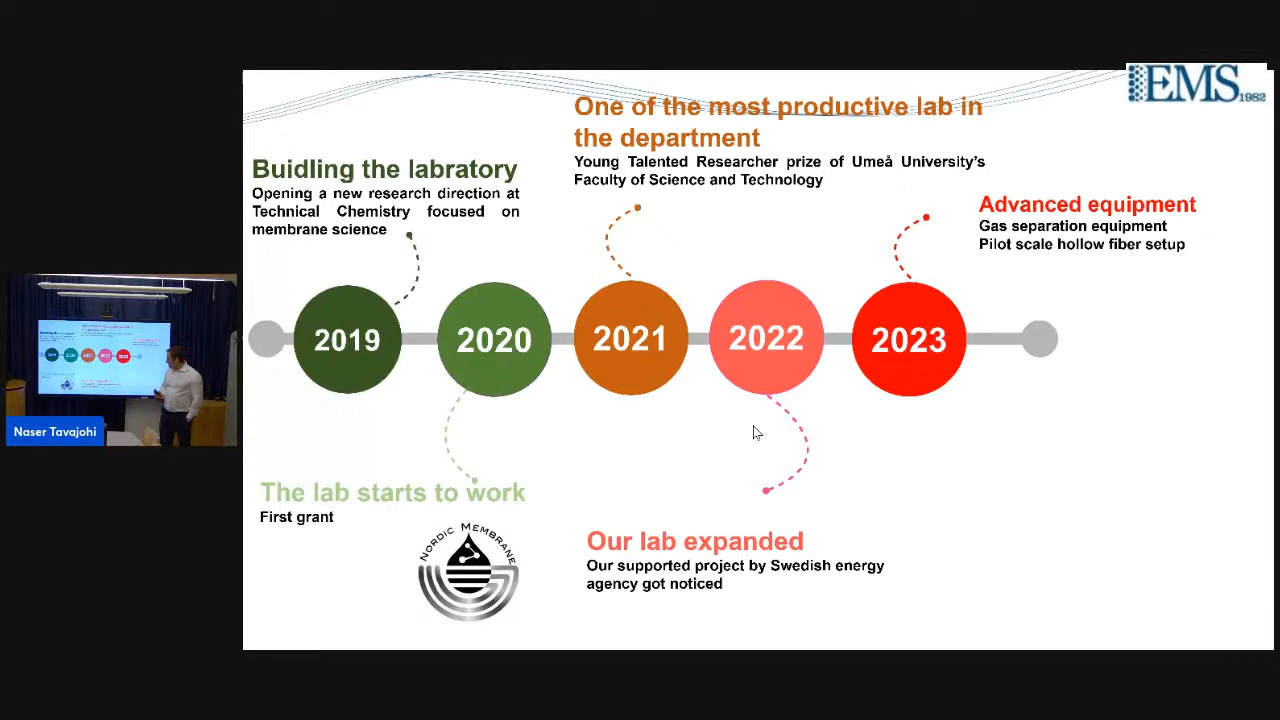 EMS 1982
One of the most productive lab in
the department
Young Talented Researcher prize of Umeå University's
Faculty of Science and Technology
Buidling the labratory
Opening a new research direction at
Technical Chemistry focused on
membrane science
Advanced equipment
Gas separation equipment
Pilot scale hollow fiber setup
2019
2020
2021
2022
2023
Naser Tavajohi
The lab starts to work
First grant
NORDIC MEMBRANE
Our lab expanded
Our supported project by Swedish energy
agency got noticed